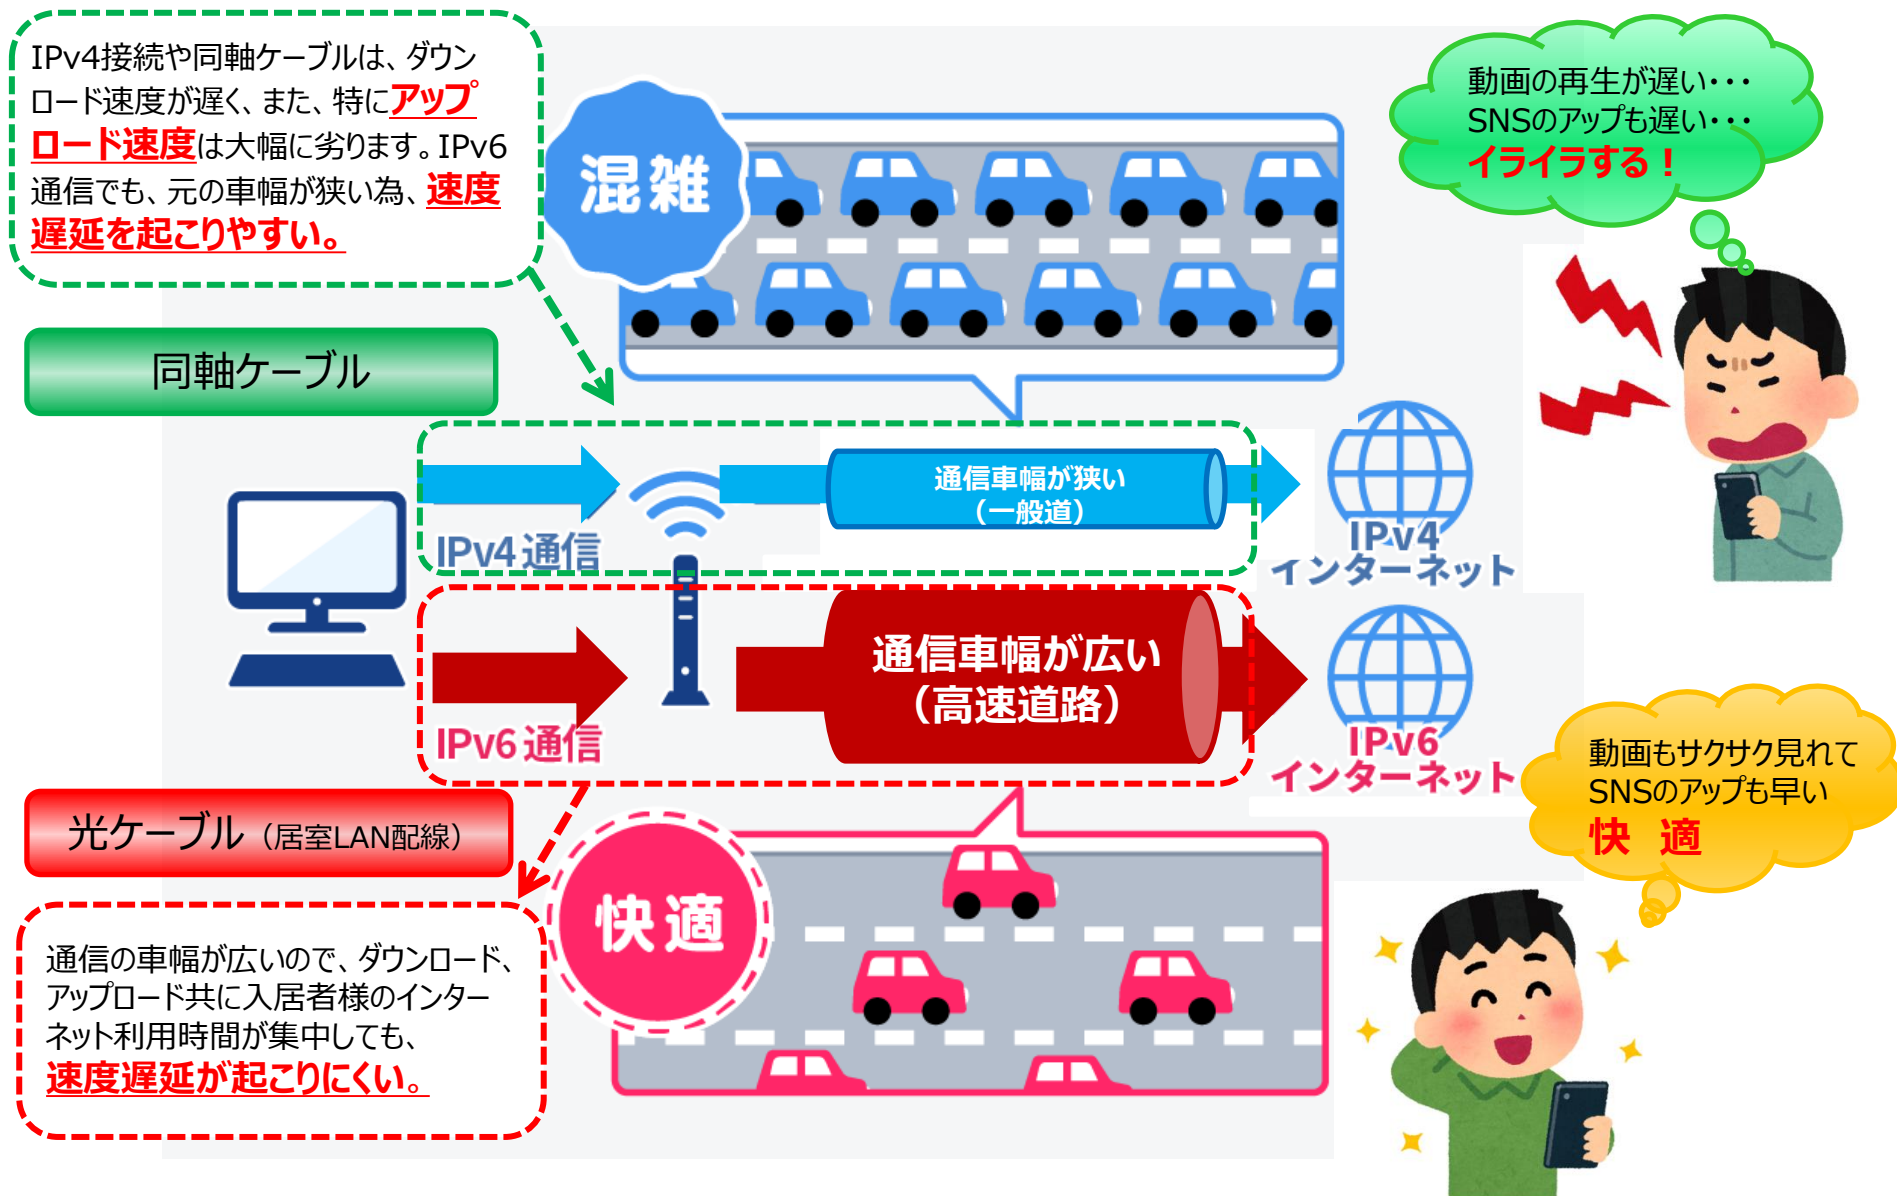 IPv4接続や同軸ケーブルは、ダウン
ロード速度が遅く、また、特にアップ
ロード速度は大幅に劣ります。IPv6
通信でも、元の車幅が狭い為、速度
遅延を起こりやすい。
混雑
動画の再生が遅い・・・
SNSのアップも遅い・・・
イライラする！
同軸ケーブル
通信車幅が狭い
（一般道）
IPv4 通信
IPv4
インターネット
通信車幅が広い
（高速道路）
IPv6 通信
IPv6
インターネット
動画もサクサク見れて
SNSのアップも早い
快　適
光ケーブル（居室LAN配線）
快適
通信の車幅が広いので、ダウンロード、
アップロード共に入居者様のインター
ネット利用時間が集中しても、
速度遅延が起こりにくい。